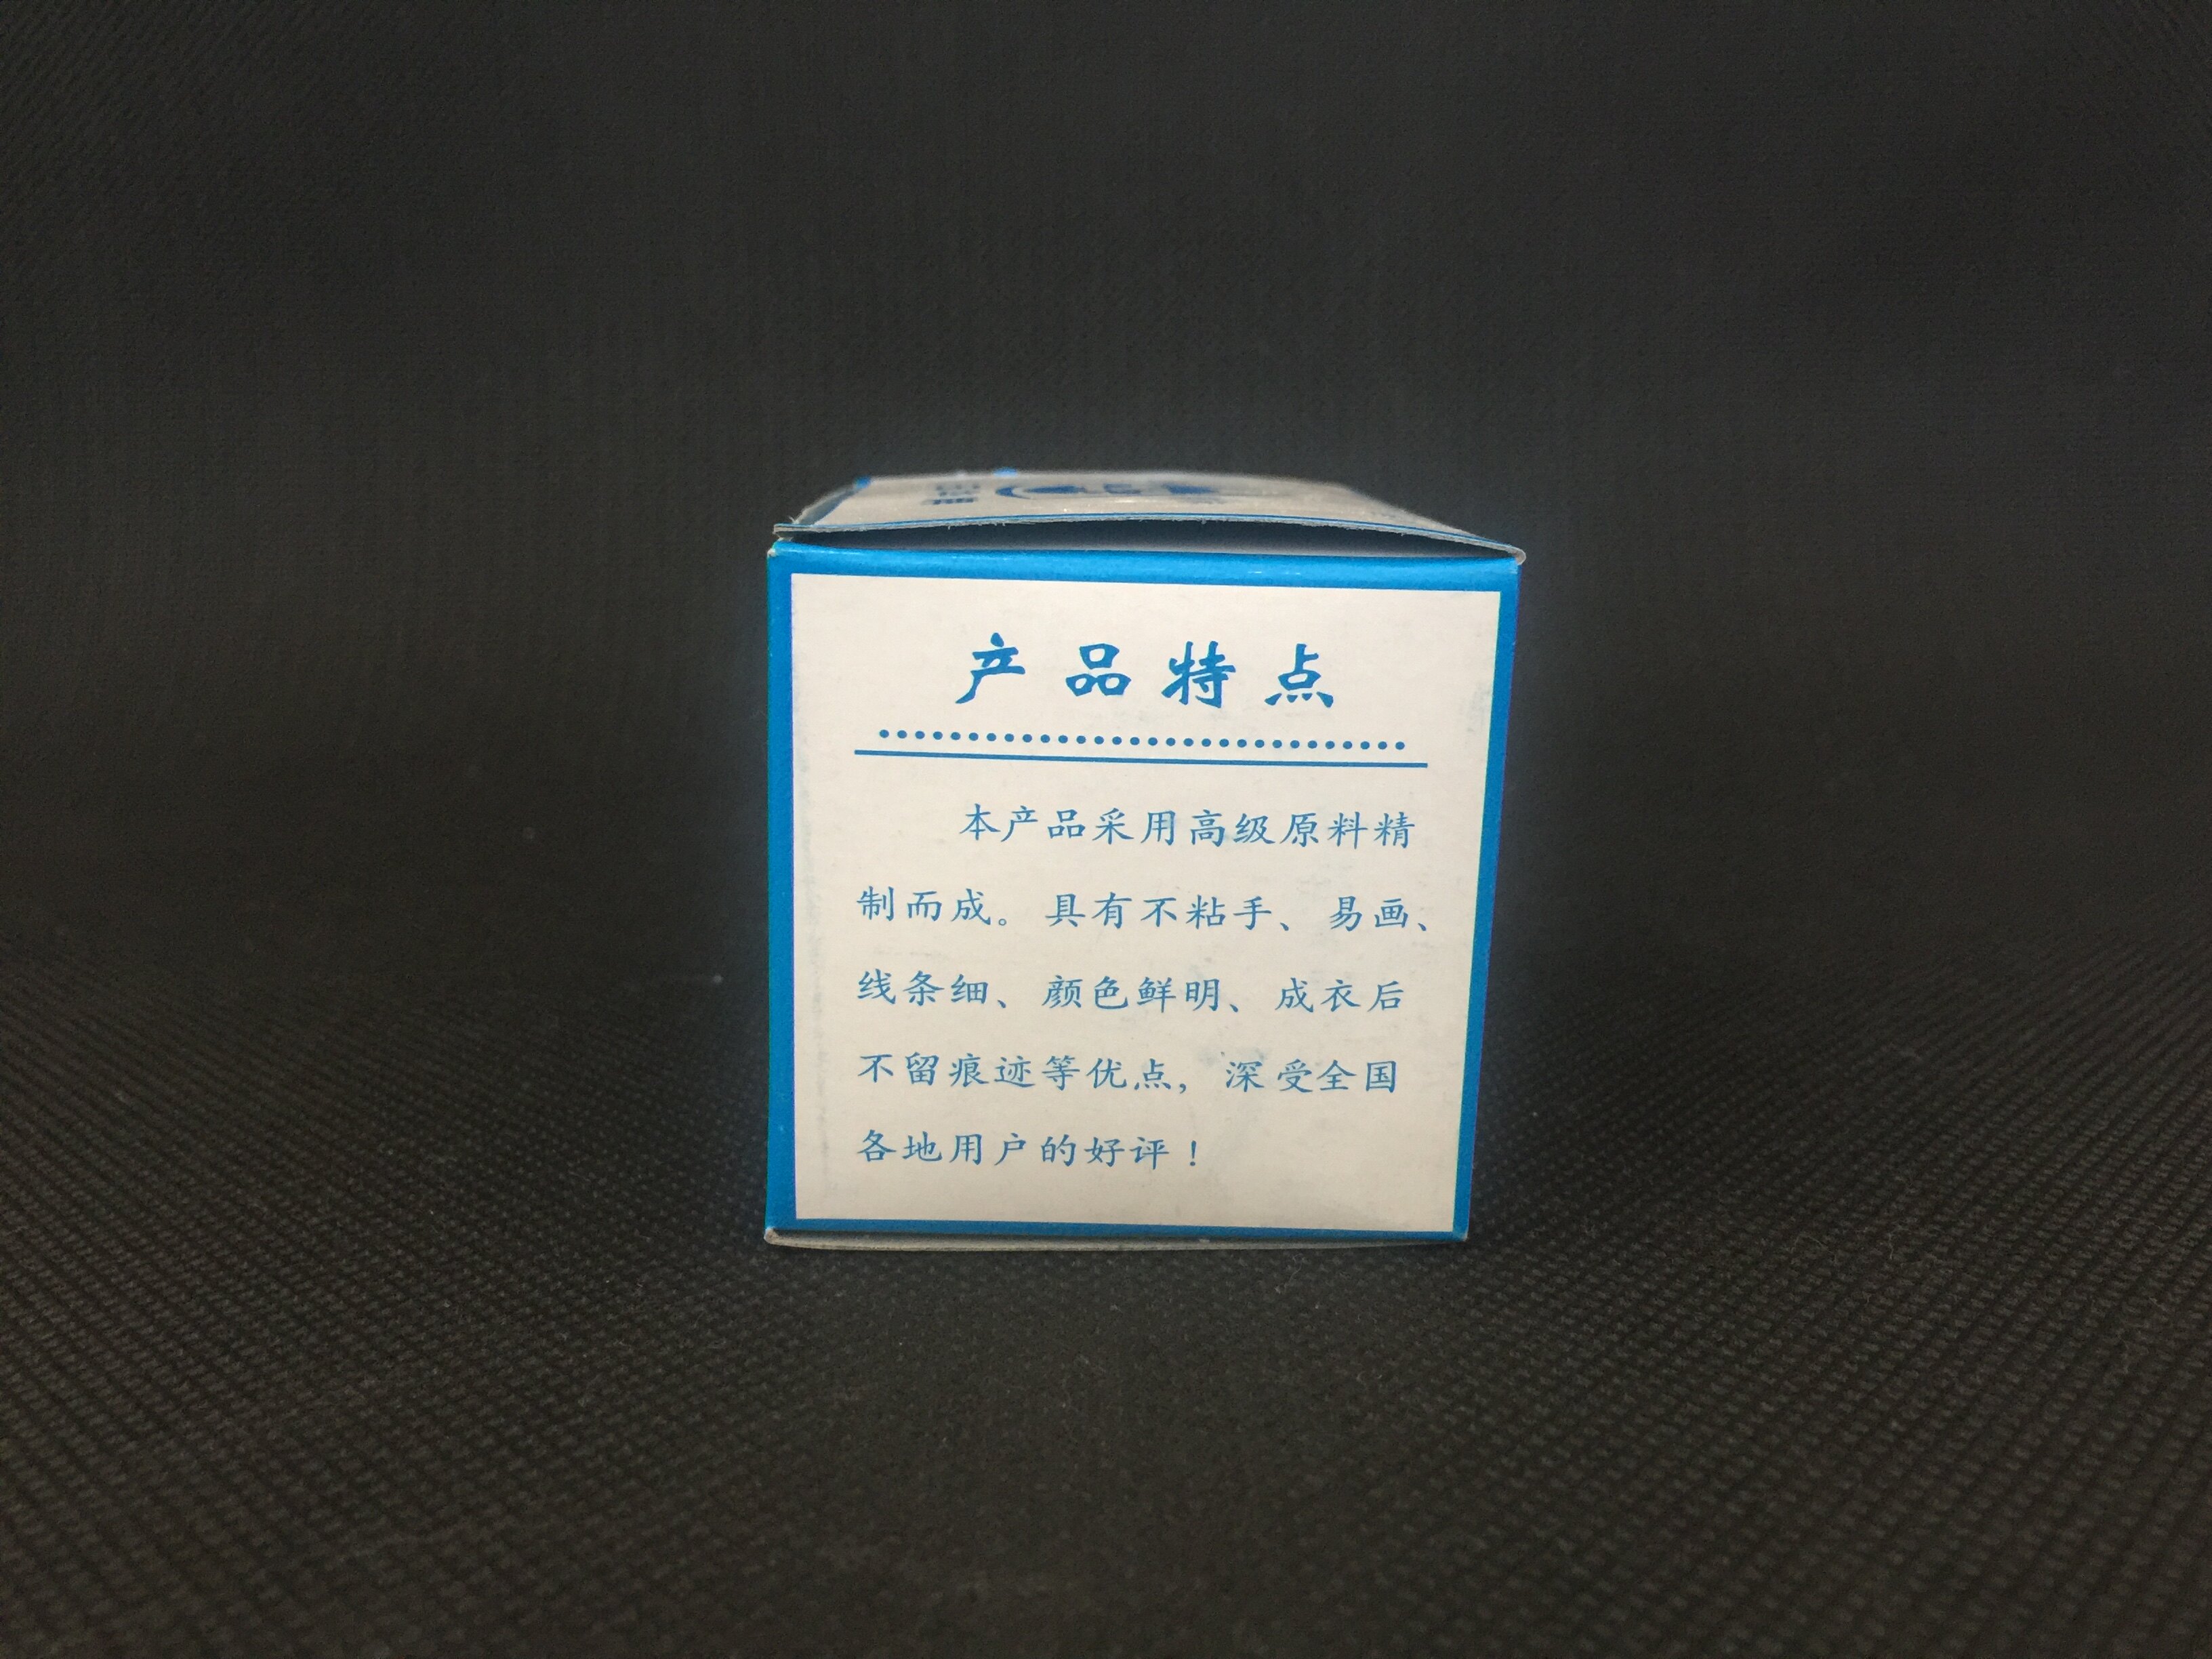 产品特点
本产品采用高级原料精
制而成。具有不粘手、易画、
线条细、颜色鲜明、成衣后
不留痕迹等优点，深受全国
各地用户的好评！